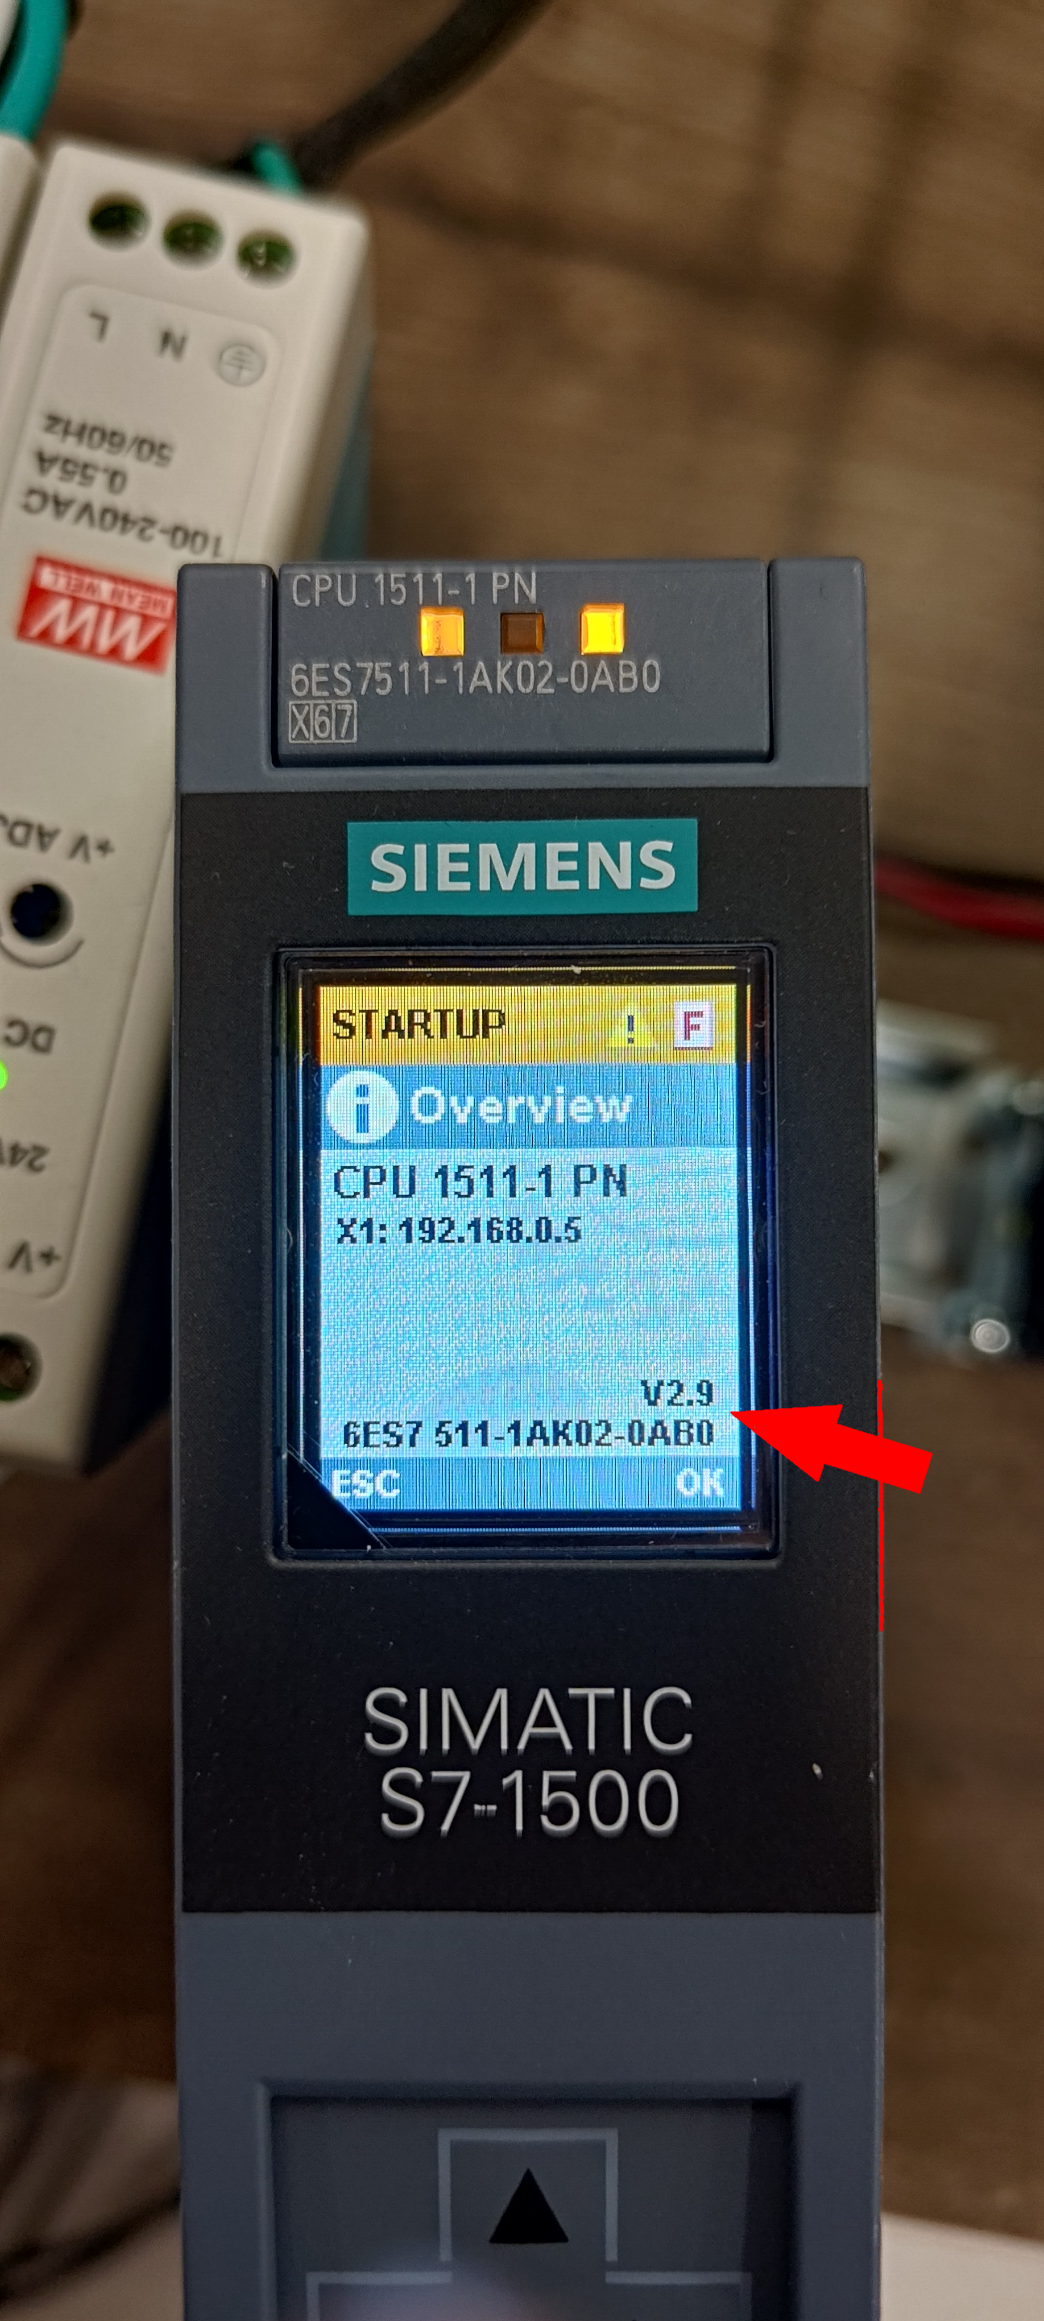 L N
50/60Hz
0.55A
100-240VAC
MW
MEAN WELL
+V ADJ
DC
24V
+V
CPU 1511-1 PN
6ES7511-1AK02-0AB0
X67
SIEMENS
STARTUP ! F
i Overview
CPU 1511-1 PN
X1: 192.168.0.5
V2.9
6ES7 511-1AK02-0AB0
ESC OK
SIMATIC
S7-1500